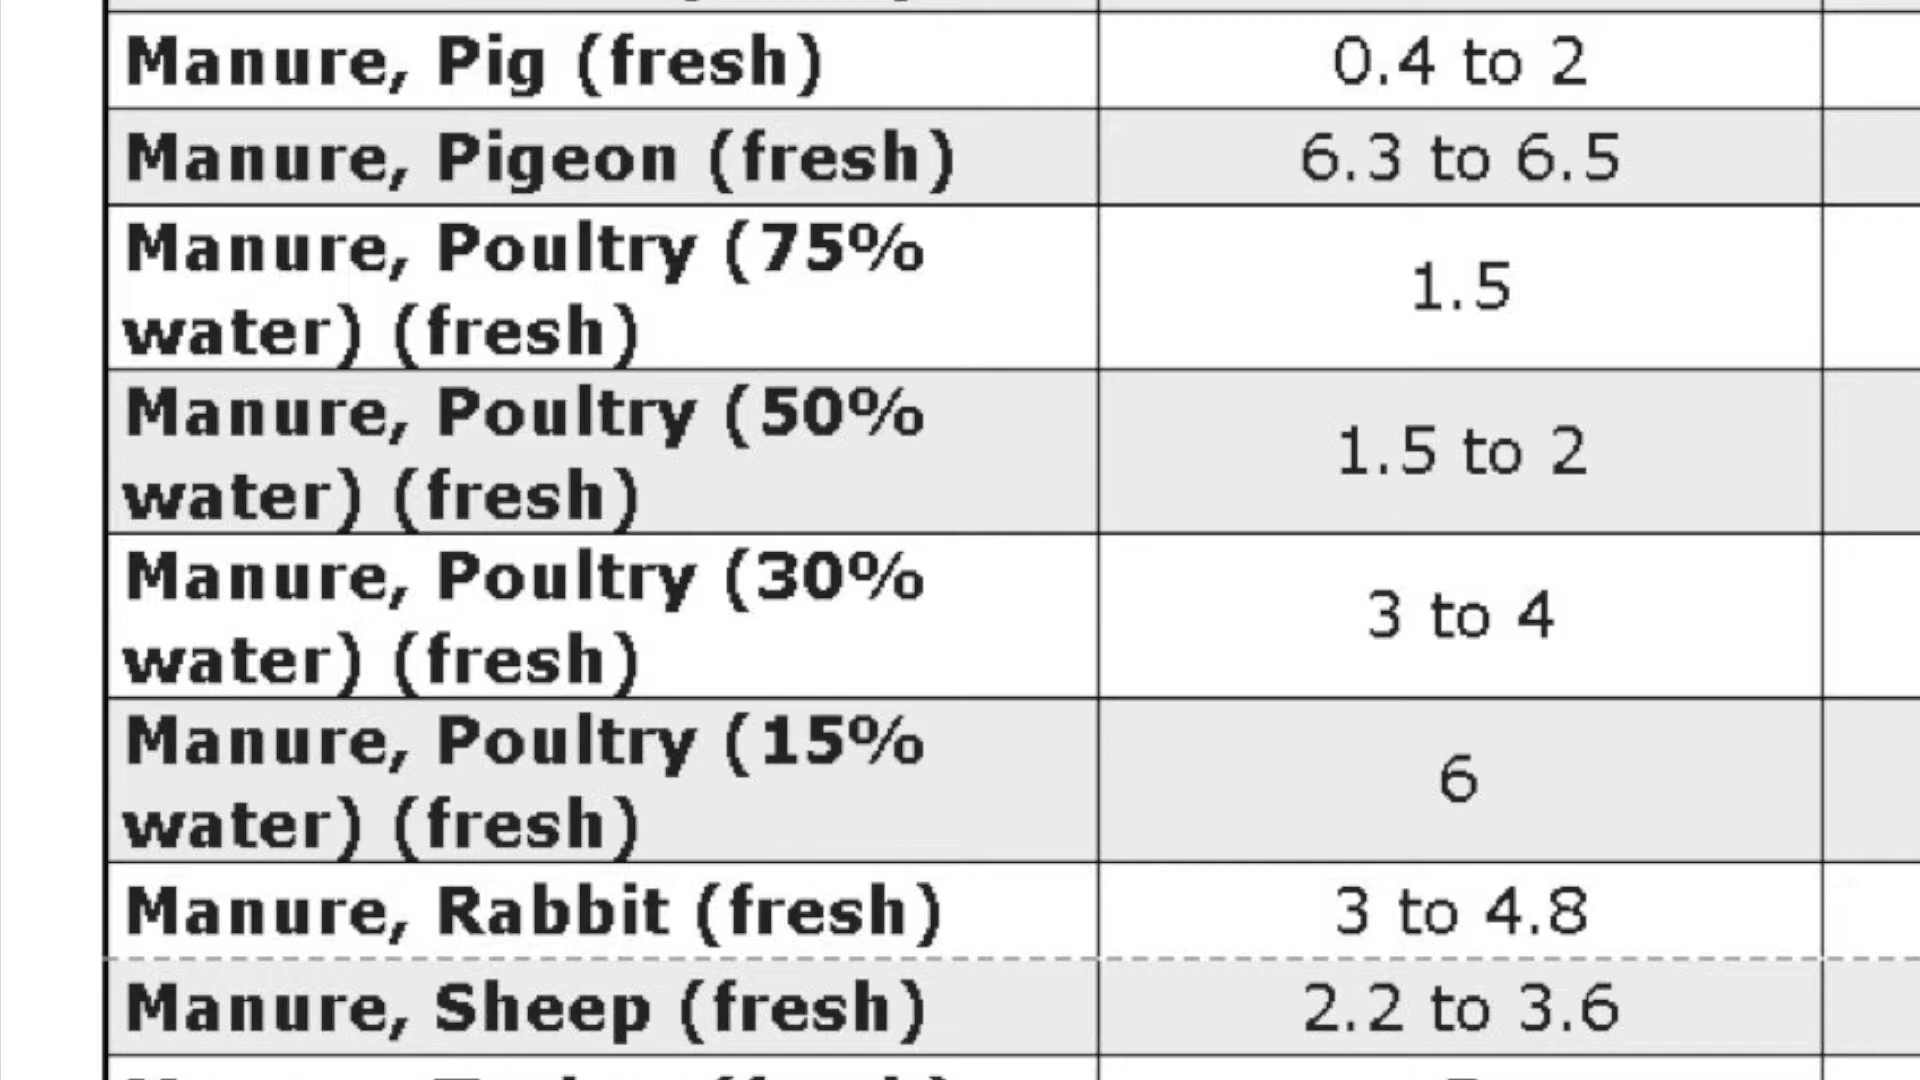 Manure, Pig (fresh) 0.4 to 2
Manure, Pigeon (fresh) 6.3 to 6.5
Manure, Poultry (75%
water) (fresh) 1.5
Manure, Poultry (50%
water) (fresh) 1.5 to 2
Manure, Poultry (30%
water) (fresh) 3 to 4
Manure, Poultry (15%
water) (fresh) 6
Manure, Rabbit (fresh) 3 to 4.8
Manure, Sheep (fresh) 2.2 to 3.6